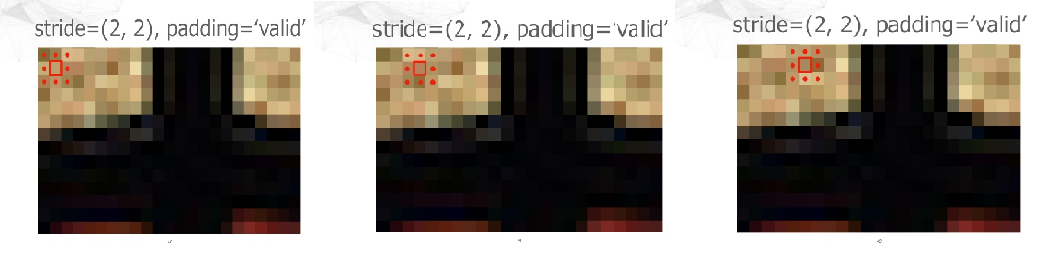 stride=(2, 2), padding=‘valid’
stride=(2, 2), padding=‘valid’
stride=(2, 2), padding=‘valid’